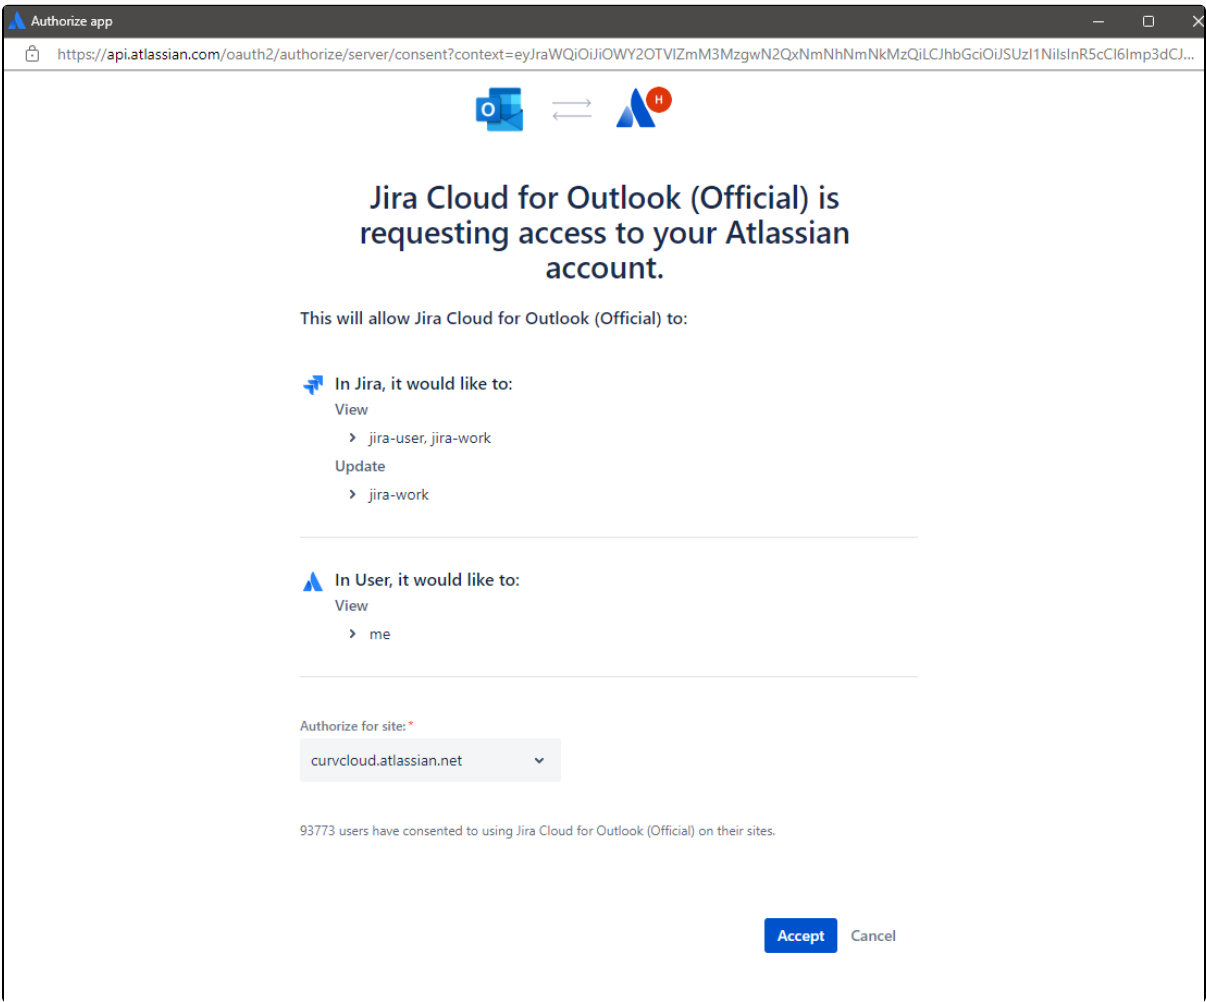 Authorize app
https://api.atlassian.com/oauth2/authorize/server/consent?context=eyJraWQiOiJiOWY2OTVlZmM3MzgwN2QxNmNhNmNkMzQiLCJhbGciOiJSUzI1NiIsInR5cCI6Imp3dCJ...
O
H
Jira Cloud for Outlook (Official) is
requesting access to your Atlassian
account.
This will allow Jira Cloud for Outlook (Official) to:
In Jira, it would like to:
View
jira-user, jira-work
Update
jira-work
In User, it would like to:
View
me
Authorize for site:*
curvcloud.atlassian.net
93773 users have consented to using Jira Cloud for Outlook (Official) on their sites.
Accept Cancel